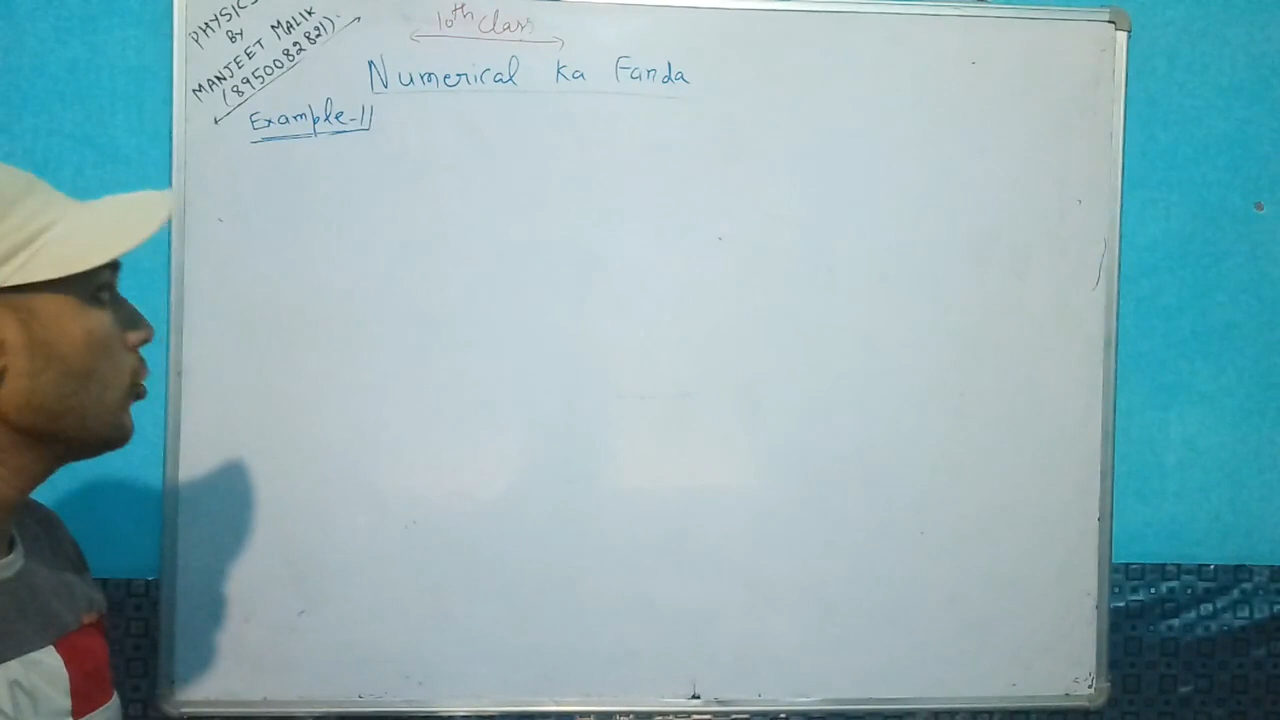 PHYSICS
By
MANJEET MALIK
(8950082821).
10th Class
Numerical ka Fanda
Example-11